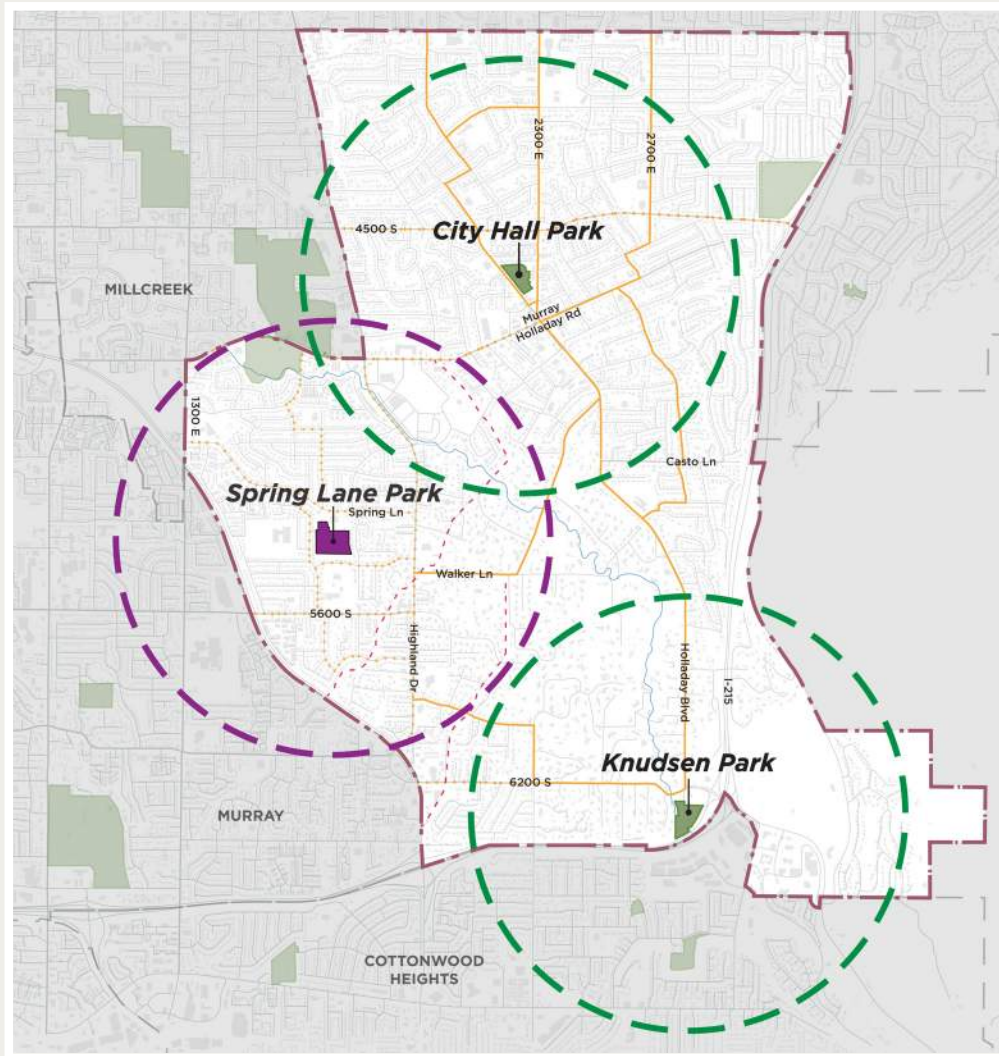 2300 E
2700 E
4500 S
City Hall Park
MILLCREEK
Murray
Holladay Rd
1300 E
Casto Ln
Spring Lane Park
Spring Ln
Walker Ln
5600 S
Highland Dr
Holladay Blvd
I-215
Knudsen Park
6200 S
MURRAY
COTTONWOOD
HEIGHTS